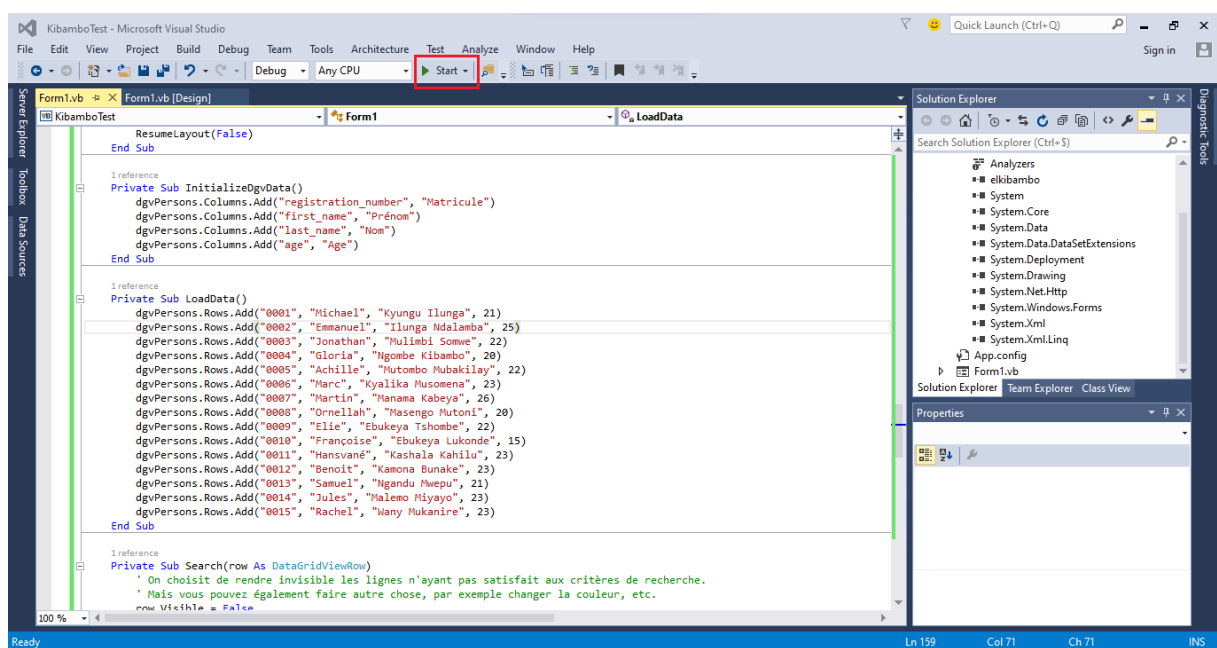 KibamboTest - Microsoft Visual Studio
Quick Launch (Ctrl+Q)
File Edit View Project Build Debug Team Tools Architecture Test Analyze Window Help
Sign in
Debug Any CPU Start
Server Explorer
Toolbox
Data Sources
Form1.vb Form1.vb [Design]
KibamboTest Form1 LoadData
ResumeLayout(False)
End Sub
1 reference
Private Sub InitializeDgvData()
dgvPersons.Columns.Add("registration_number", "Matricule")
dgvPersons.Columns.Add("first_name", "Prénom")
dgvPersons.Columns.Add("last_name", "Nom")
dgvPersons.Columns.Add("age", "Age")
End Sub
1 reference
Private Sub LoadData()
dgvPersons.Rows.Add("0001", "Michael", "Kyungu Ilunga", 21)
dgvPersons.Rows.Add("0002", "Emmanuel", "Ilunga Ndalamba", 25)
dgvPersons.Rows.Add("0003", "Jonathan", "Mulimbi Somwe", 22)
dgvPersons.Rows.Add("0004", "Gloria", "Ngombe Kibambo", 20)
dgvPersons.Rows.Add("0005", "Achille", "Mutombo Mubakilay", 22)
dgvPersons.Rows.Add("0006", "Marc", "Kyalika Musomena", 23)
dgvPersons.Rows.Add("0007", "Martin", "Manama Kabeya", 26)
dgvPersons.Rows.Add("0008", "Ornellah", "Masengo Mutoni", 20)
dgvPersons.Rows.Add("0009", "Elie", "Ebukeya Tshombe", 22)
dgvPersons.Rows.Add("0010", "Françoise", "Ebukeya Lukonde", 15)
dgvPersons.Rows.Add("0011", "Hansvané", "Kashala Kahilu", 23)
dgvPersons.Rows.Add("0012", "Benoit", "Kamona Bunake", 23)
dgvPersons.Rows.Add("0013", "Samuel", "Ngandu Mwepu", 21)
dgvPersons.Rows.Add("0014", "Jules", "Malemo Miyayo", 23)
dgvPersons.Rows.Add("0015", "Rachel", "Wany Mukanire", 23)
End Sub
1 reference
Private Sub Search(row As DataGridViewRow)
' On choisit de rendre invisible les lignes n'ayant pas satisfait aux critères de recherche.
' Mais vous pouvez également faire autre chose, par exemple changer la couleur, etc.
row.Visible = False
100 %
Solution Explorer
Search Solution Explorer (Ctrl+$)
Analyzers
elkibambo
System
System.Core
System.Data
System.Data.DataSetExtensions
System.Deployment
System.Drawing
System.Net.Http
System.Windows.Forms
System.Xml
System.Xml.Linq
App.config
Form1.vb
Solution Explorer Team Explorer Class View
Properties
Diagnostic Tools
Ready
Ln 159 Col 71 Ch 71 INS